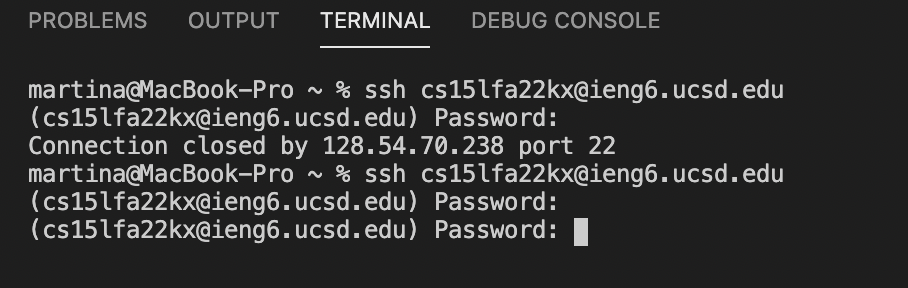 PROBLEMS OUTPUT TERMINAL DEBUG CONSOLE
martina@MacBook-Pro ~ % ssh cs15lfa22kx@ieng6.ucsd.edu
(cs15lfa22kx@ieng6.ucsd.edu) Password:
Connection closed by 128.54.70.238 port 22
martina@MacBook-Pro ~ % ssh cs15lfa22kx@ieng6.ucsd.edu
(cs15lfa22kx@ieng6.ucsd.edu) Password:
(cs15lfa22kx@ieng6.ucsd.edu) Password: